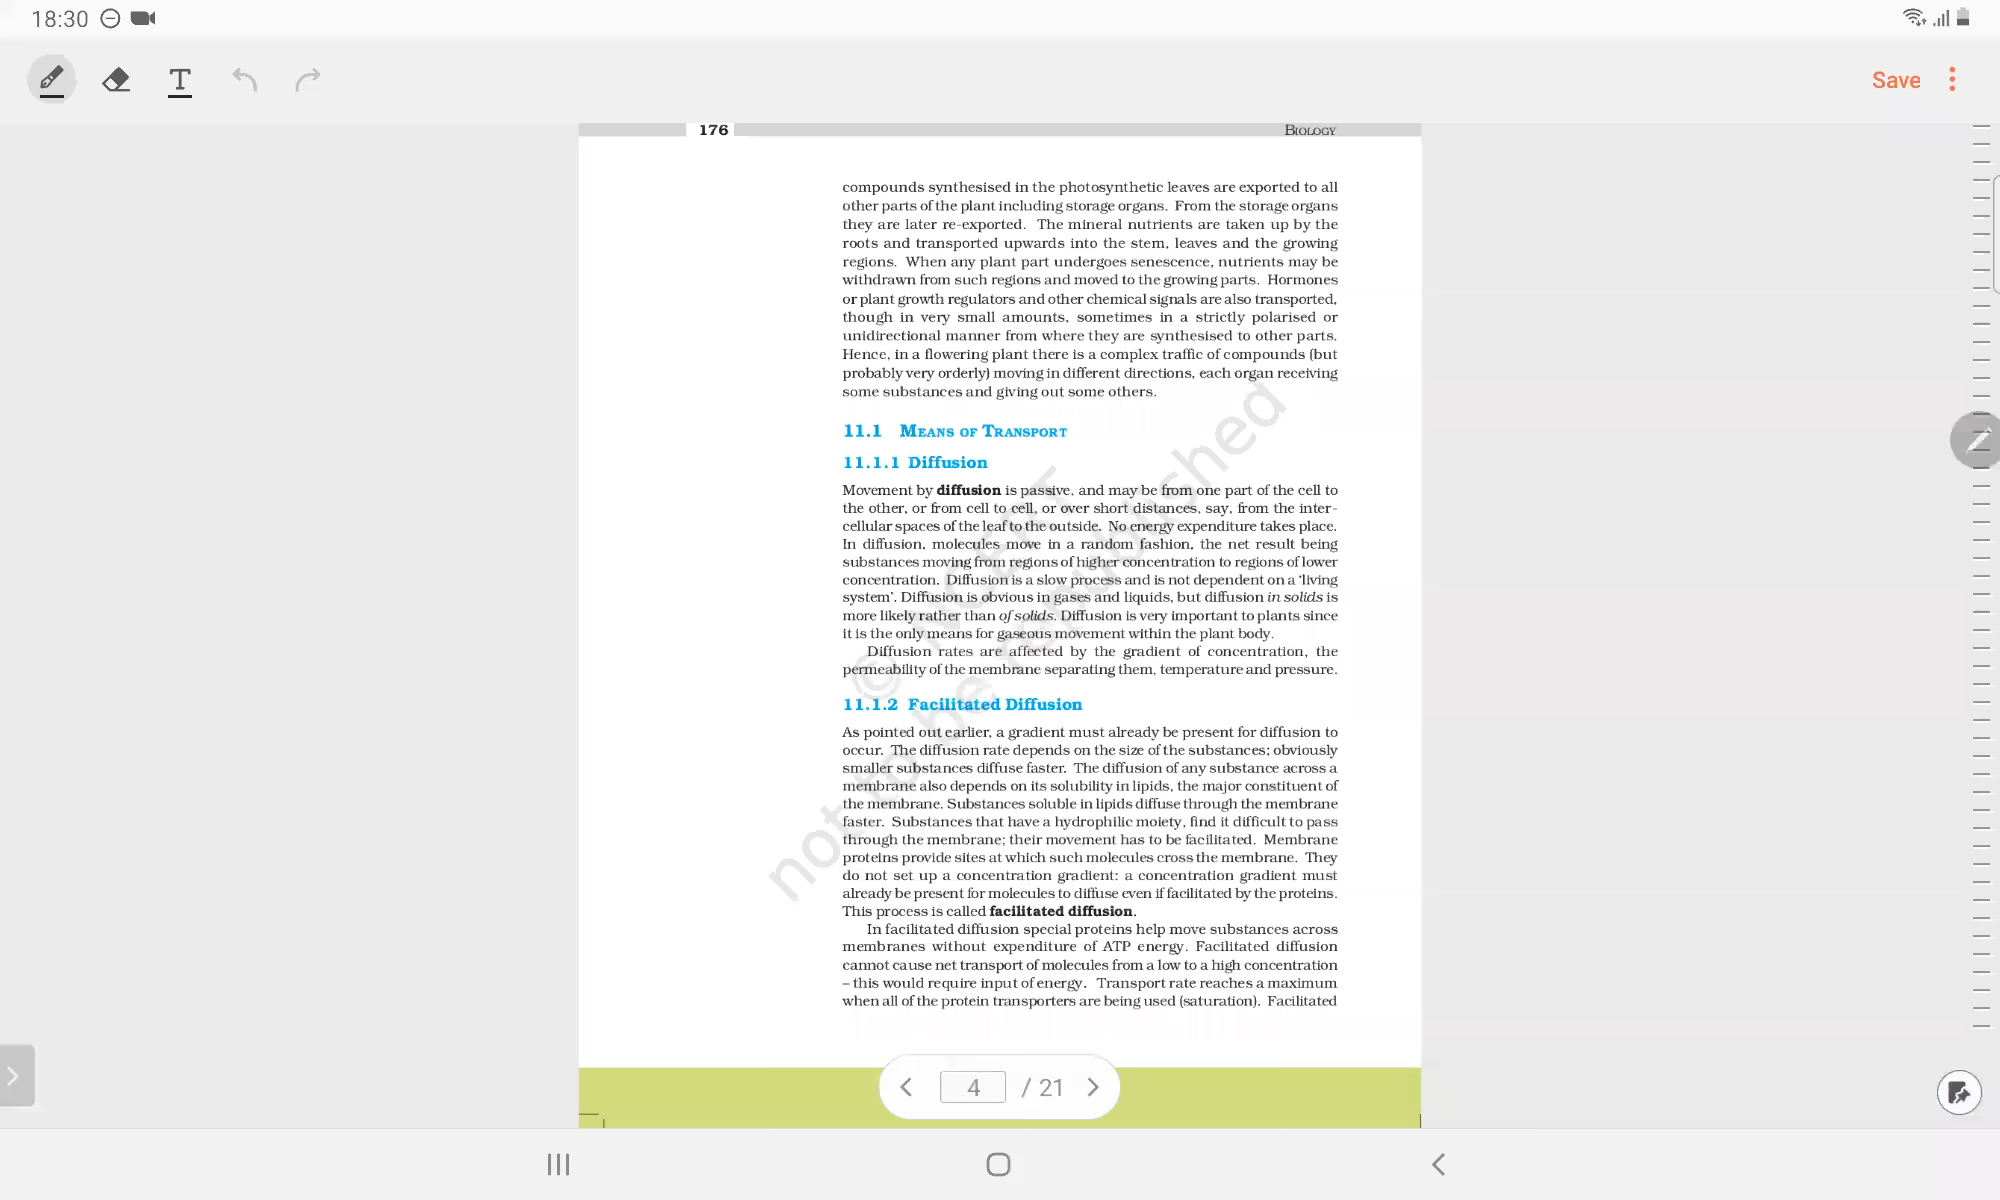 18:30
T
Save
176
BIOLOGY
compounds synthesised in the photosynthetic leaves are exported to all
other parts of the plant including storage organs. From the storage organs
they are later re-exported. The mineral nutrients are taken up by the
roots and transported upwards into the stem, leaves and the growing
regions. When any plant part undergoes senescence, nutrients may be
withdrawn from such regions and moved to the growing parts. Hormones
or plant growth regulators and other chemical signals are also transported,
though in very small amounts, sometimes in a strictly polarised or
unidirectional manner from where they are synthesised to other parts.
Hence, in a flowering plant there is a complex traffic of compounds (but
probably very orderly) moving in different directions, each organ receiving
some substances and giving out some others.
11.1 MEANS OF TRANSPORT
11.1.1 Diffusion
Movement by diffusion is passive, and may be from one part of the cell to
the other, or from cell to cell, or over short distances, say, from the inter-
cellular spaces of the leaf to the outside. No energy expenditure takes place.
In diffusion, molecules move in a random fashion, the net result being
substances moving from regions of higher concentration to regions of lower
concentration. Diffusion is a slow process and is not dependent on a 'living
system'. Diffusion is obvious in gases and liquids, but diffusion in solids is
more likely rather than of solids. Diffusion is very important to plants since
it is the only means for gaseous movement within the plant body.
Diffusion rates are affected by the gradient of concentration, the
permeability of the membrane separating them, temperature and pressure.
11.1.2 Facilitated Diffusion
As pointed out earlier, a gradient must already be present for diffusion to
occur. The diffusion rate depends on the size of the substances; obviously
smaller substances diffuse faster. The diffusion of any substance across a
membrane also depends on its solubility in lipids, the major constituent of
the membrane. Substances soluble in lipids diffuse through the membrane
faster. Substances that have a hydrophilic moiety, find it difficult to pass
through the membrane; their movement has to be facilitated. Membrane
proteins provide sites at which such molecules cross the membrane. They
do not set up a concentration gradient: a concentration gradient must
already be present for molecules to diffuse even if facilitated by the proteins.
This process is called facilitated diffusion.
In facilitated diffusion special proteins help move substances across
membranes without expenditure of ATP energy. Facilitated diffusion
cannot cause net transport of molecules from a low to a high concentration
– this would require input of energy. Transport rate reaches a maximum
when all of the protein transporters are being used (saturation). Facilitated
© NCERT
not to be republished
4 / 21